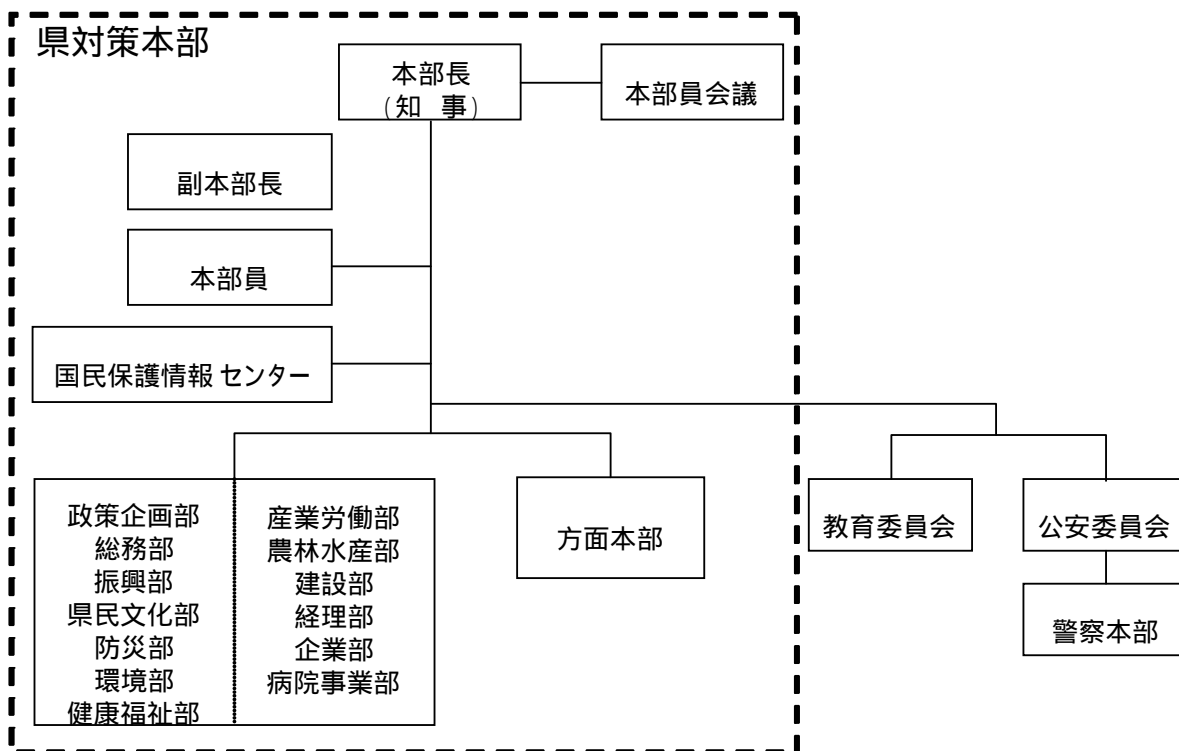 県対策本部
本部長
(知 事)
本部員会議
副本部長
本部員
国民保護情報 センター
政策企画部
総務部
振興部
県民文化部
防災部
環境部
健康福祉部
産業労働部
農林水産部
建設部
経理部
企業部
病院事業部
方面本部
教育委員会
公安委員会
警察本部